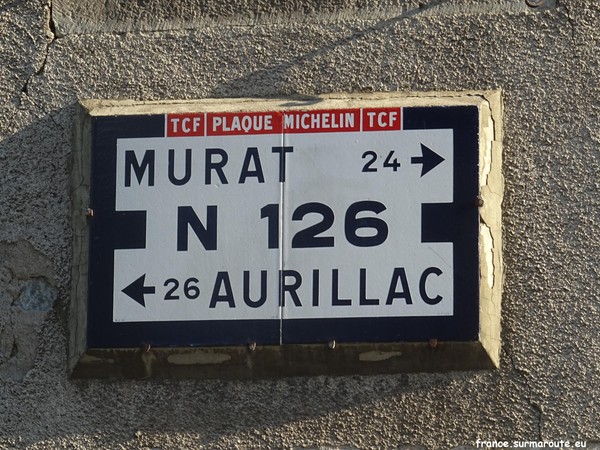 TCF PLAQUE MICHELIN TCF
MURAT 24 →
N 126
← 26 AURILLAC
france.surmaroute.eu